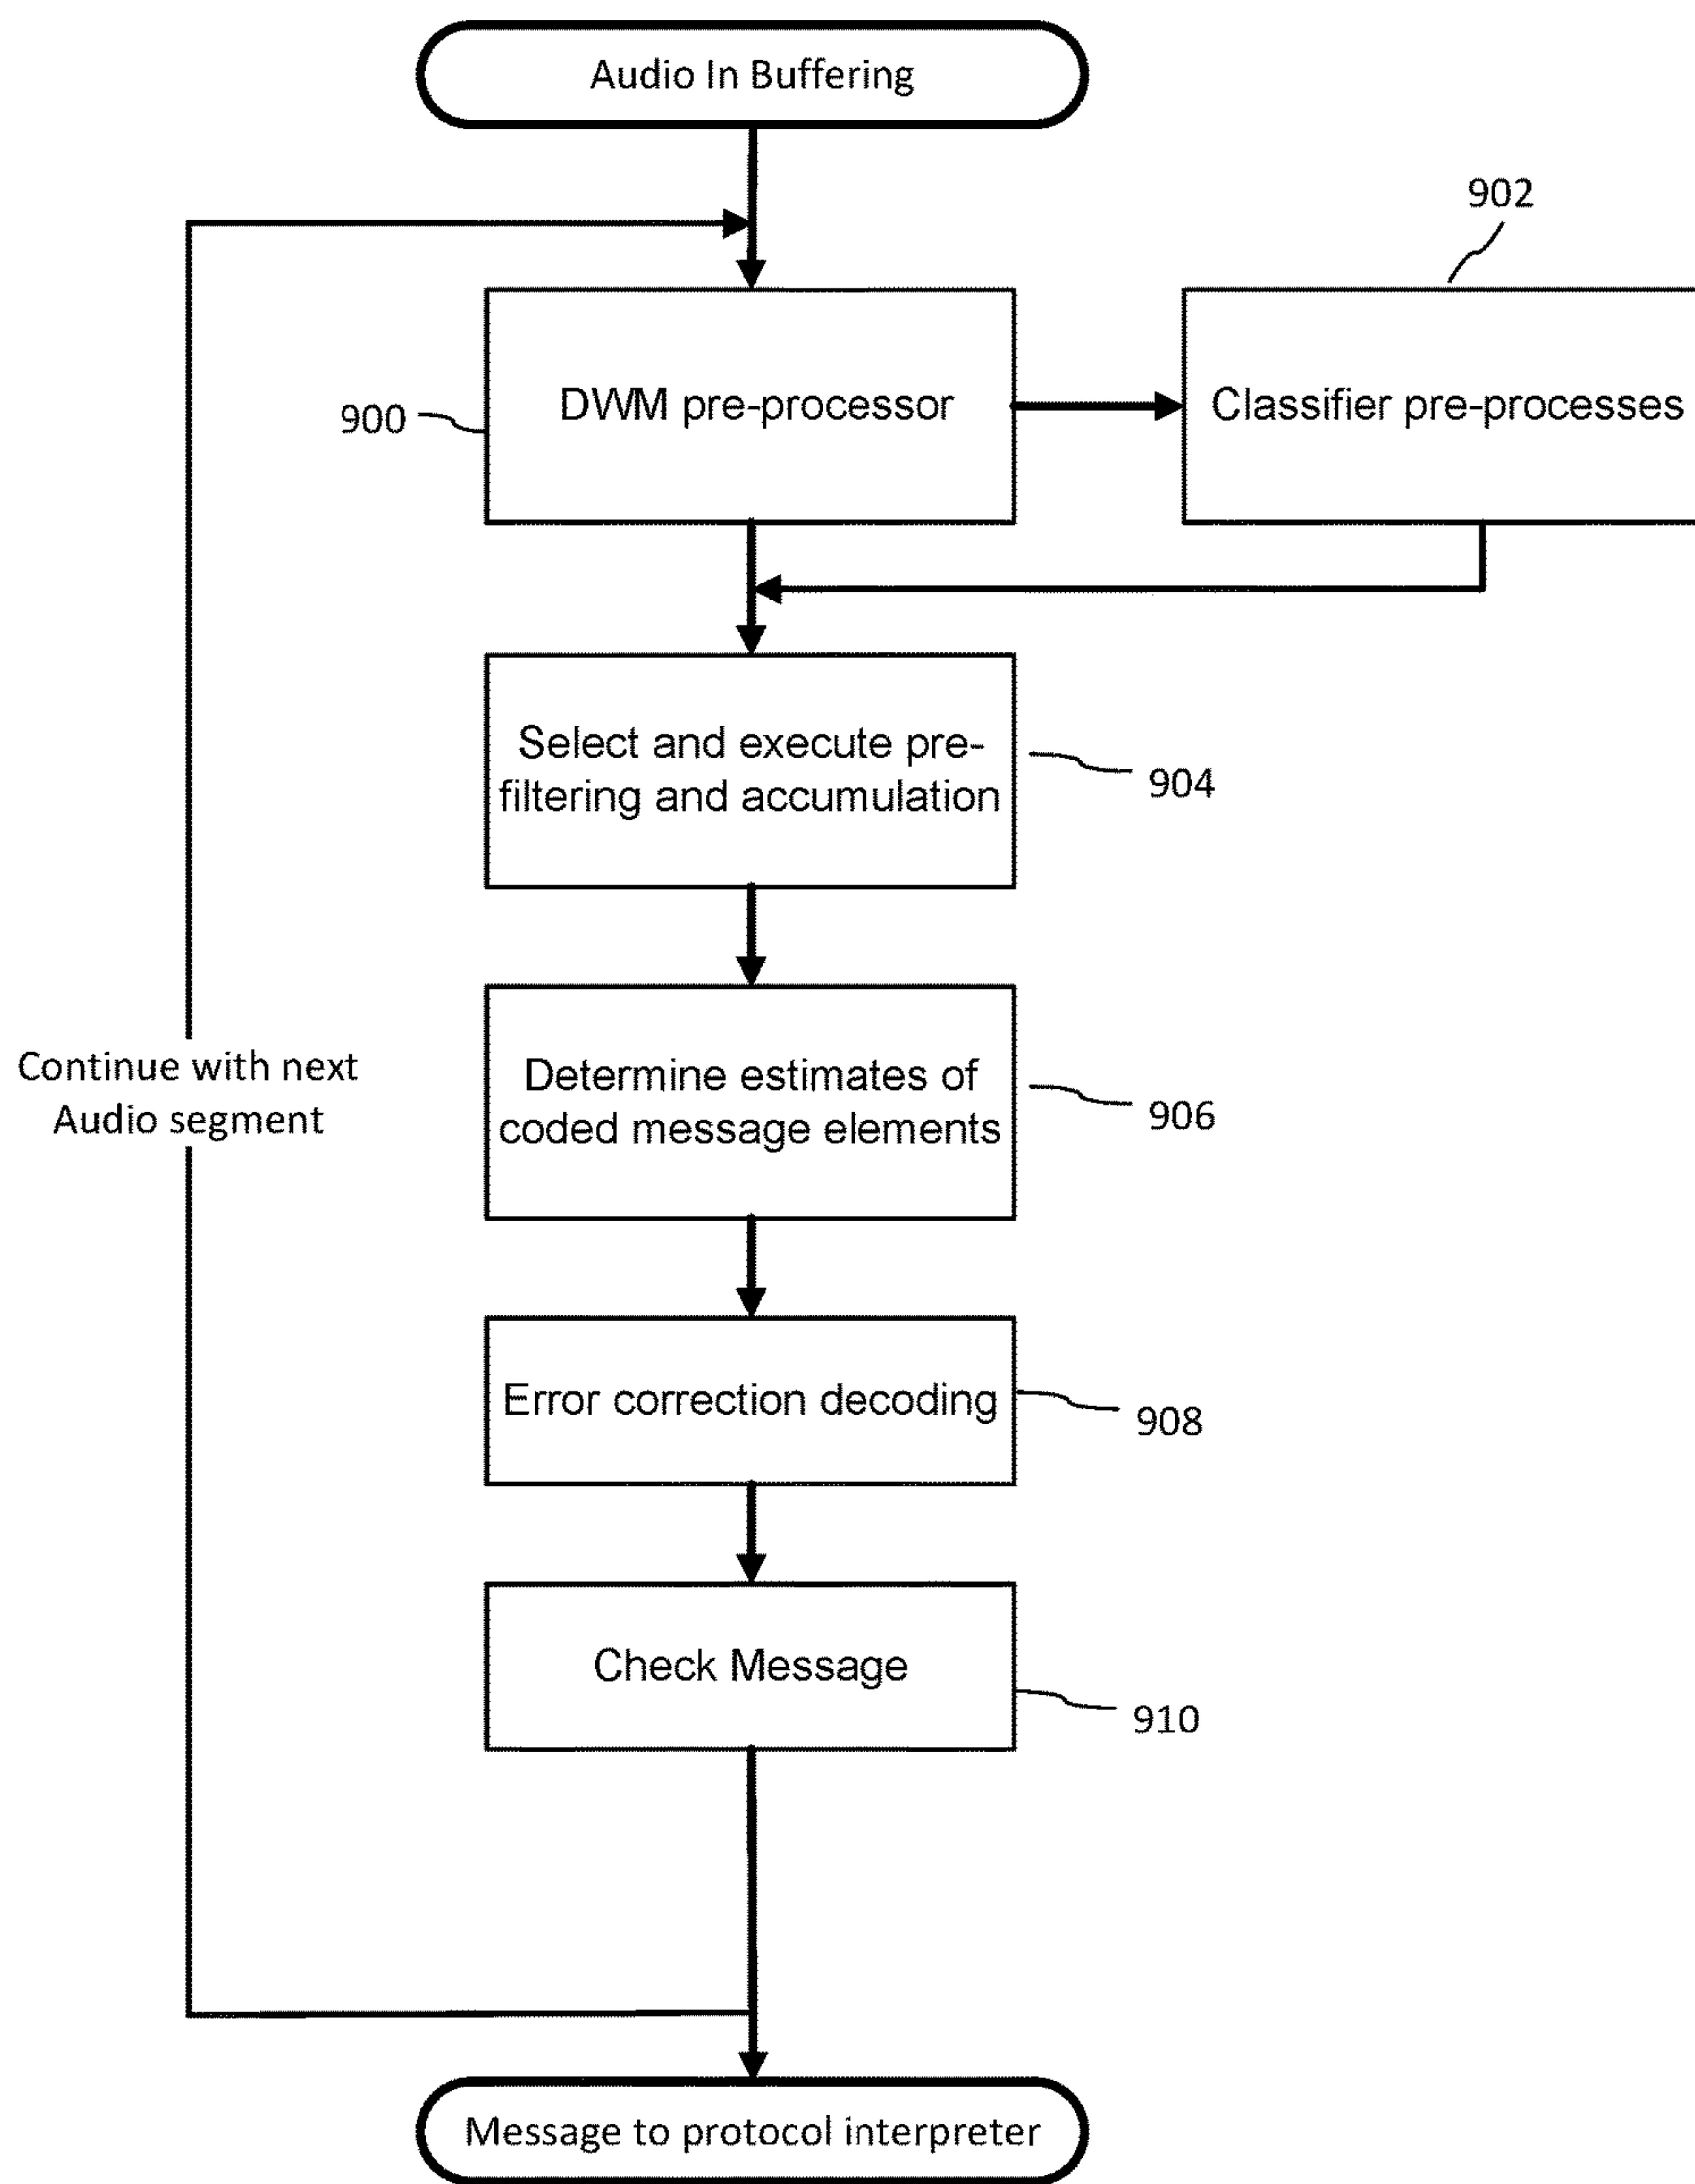 Audio In Buffering
902
DWM pre-processor
Classifier pre-processes
900
Select and execute pre-
filtering and accumulation
904
Continue with next
Audio segment
Determine estimates of
coded message elements
906
Error correction decoding
908
Check Message
910
Message to protocol interpreter